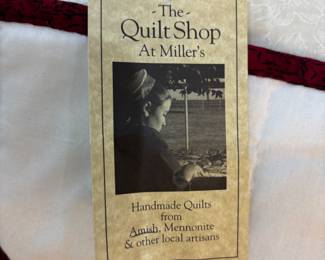 - The -
Quilt Shop
At Miller's
Handmade Quilts
from
Amish, Mennonite
& other local artisans